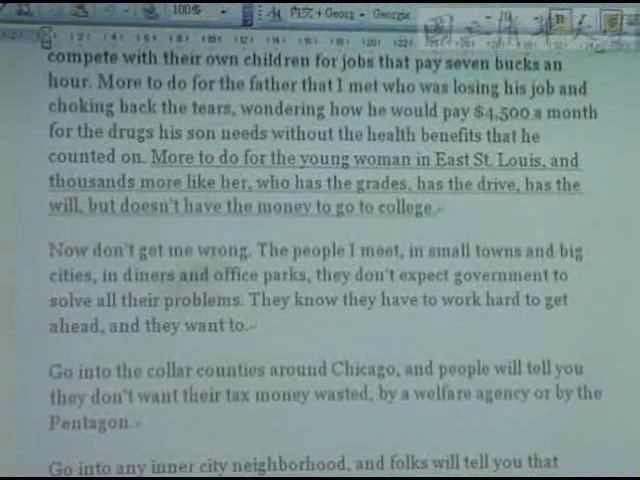 100%
內文 + Georg
Georgia
B
compete with their own children for jobs that pay seven bucks an
hour. More to do for the father that I met who was losing his job and
choking back the tears, wondering how he would pay $4,500 a month
for the drugs his son needs without the health benefits that he
counted on. More to do for the young woman in East St. Louis, and
thousands more like her, who has the grades, has the drive, has the
will, but doesn't have the money to go to college.
Now don't get me wrong. The people I meet, in small towns and big
cities, in diners and office parks, they don't expect government to
solve all their problems. They know they have to work hard to get
ahead, and they want to.
Go into the collar counties around Chicago, and people will tell you
they don't want their tax money wasted, by a welfare agency or by the
Pentagon.
Go into any inner city neighborhood, and folks will tell you that